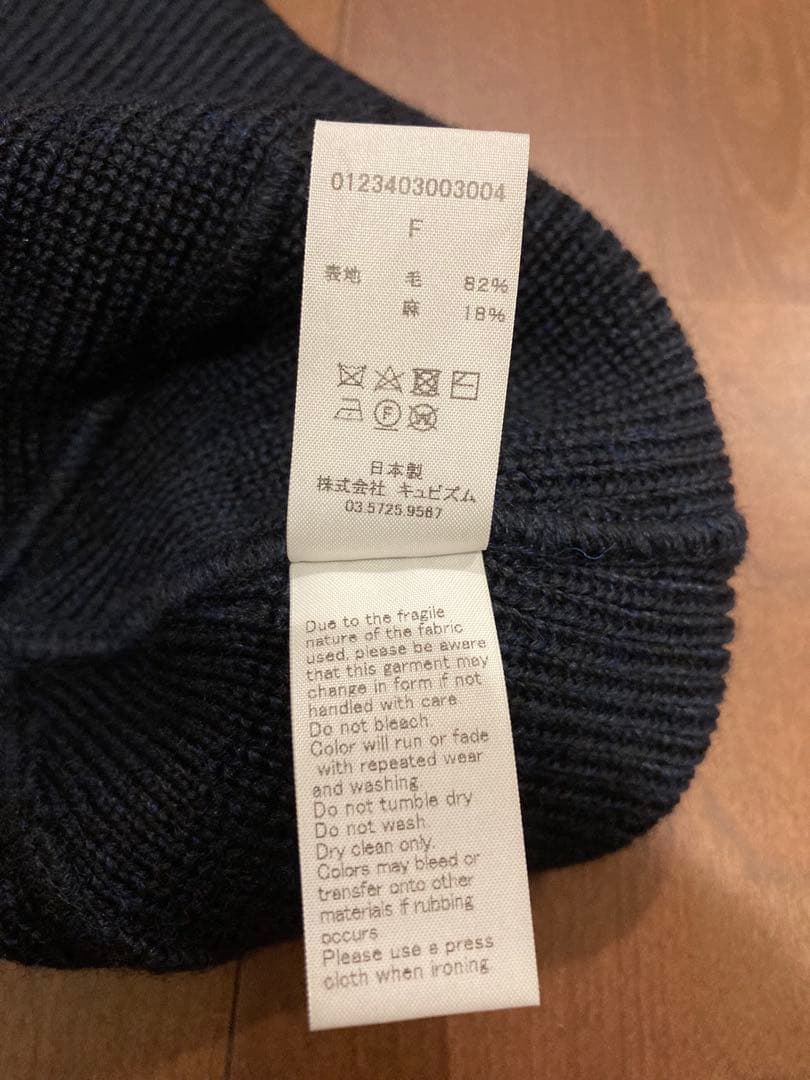 0123403003004
F
表地 毛 82%
麻 18%
F W
日本製
株式会社 キュビズム
03.5725.9587
Due to the fragile
nature of the fabric
used, please be aware
that this garment may
change in form if not
handled with care
Do not bleach
Color will run or fade
with repeated wear
and washing
Do not tumble dry
Do not wash.
Dry clean only.
Colors may bleed or
transfer onto other
materials if rubbing
occurs
Please use a press
cloth when ironing